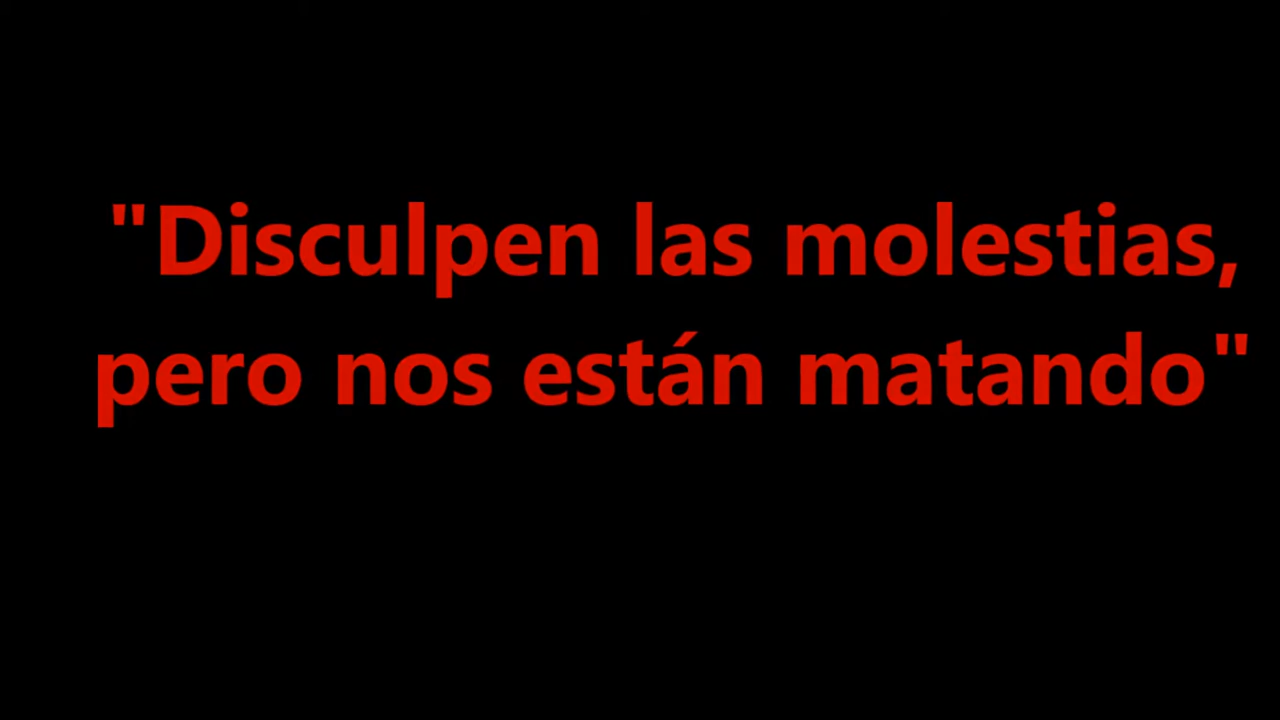 "Disculpen las molestias,
pero nos están matando"